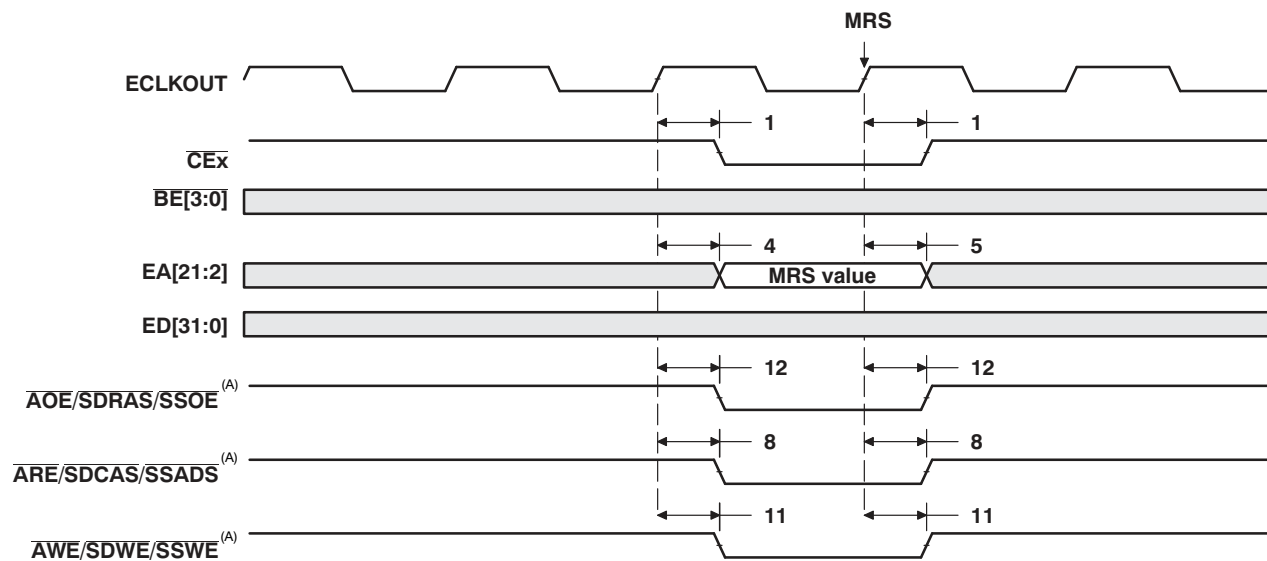 MRS
ECLKOUT
1 1
CEx
BE[3:0]
4 5
EA[21:2] MRS value
ED[31:0]
12 12
AOE/SDRAS/SSOE(A)
8 8
ARE/SDCAS/SSADS(A)
11 11
AWE/SDWE/SSWE(A)